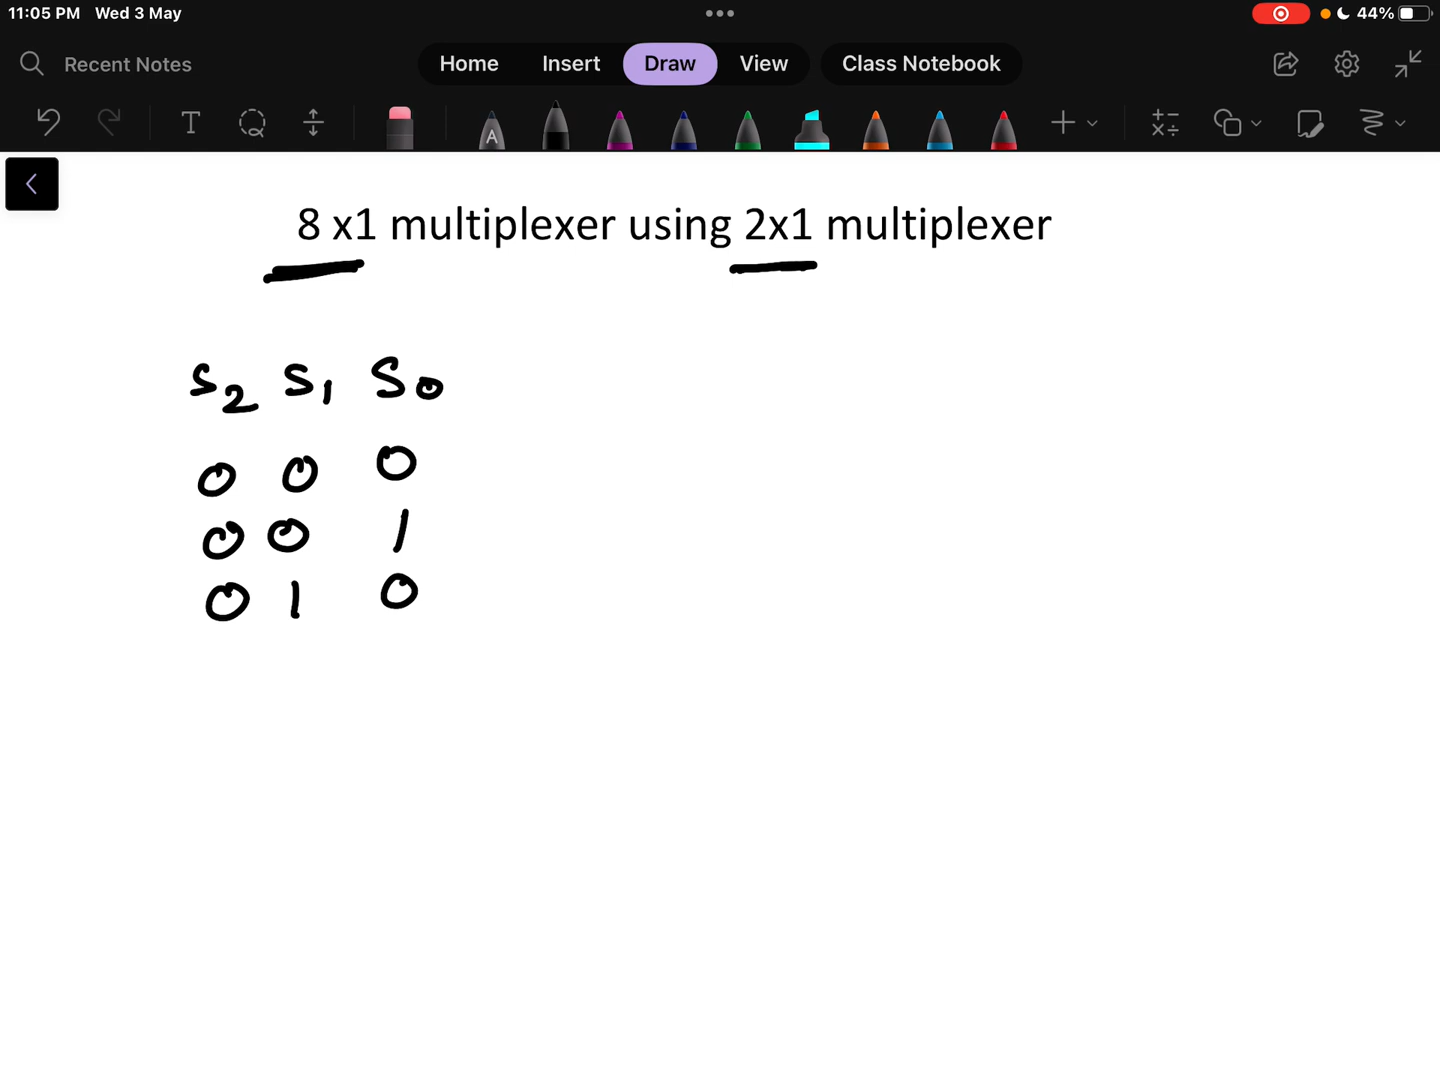 11:05 PM Wed 3 May 44%
Recent Notes Home Insert Draw View Class Notebook
T A
8 x1 multiplexer using 2x1 multiplexer
S2 S1 S0
0 0 0
0 0 1
0 1 0